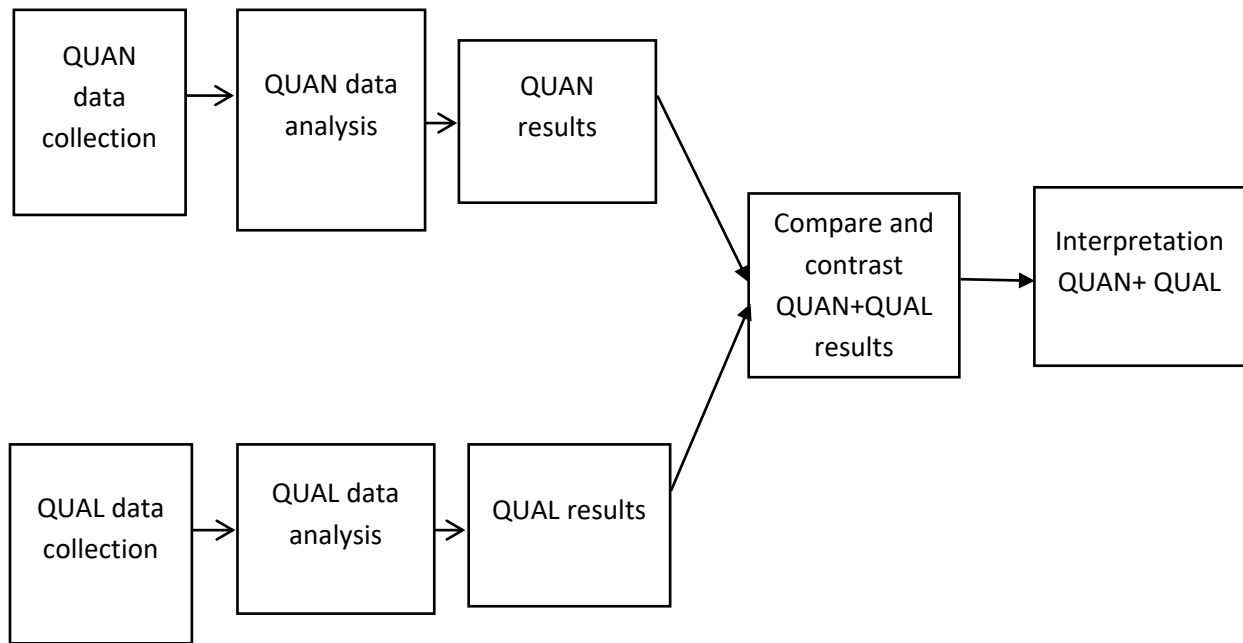 QUAN
data
collection
QUAN data
analysis
QUAN
results
Compare and
contrast
QUAN+QUAL
results
Interpretation
QUAN+ QUAL
QUAL data
collection
QUAL data
analysis
QUAL results